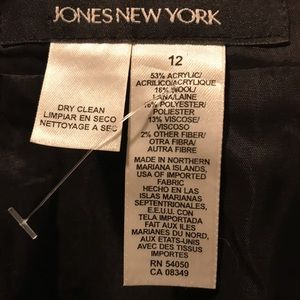 JONES NEW YORK
DRY CLEAN
LIMPIAR EN SECO
NETTOYAGE A SEC
12
53% ACRYLIC/
ACRILICO/ACRYLIQUE
16% WOOL/
LANA/LAINE
16% POLYESTER/
POLIESTER
13% VISCOSE/
VISCOSO
2% OTHER FIBER/
OTRA FIBRA/
AUTRE FIBRE
MADE IN NORTHERN
MARIANA ISLANDS,
USA OF IMPORTED
FABRIC
HECHO EN LAS
ISLAS MARIANAS
SEPTENTRIONALES,
E.E.U.U. CON
TELA IMPORTADA
FAIT AUX ILES
MARIANES DU NORD,
AUX ETATS-UNIS
AVEC DES TISSUS
IMPORTES
RN 54050
CA 08349